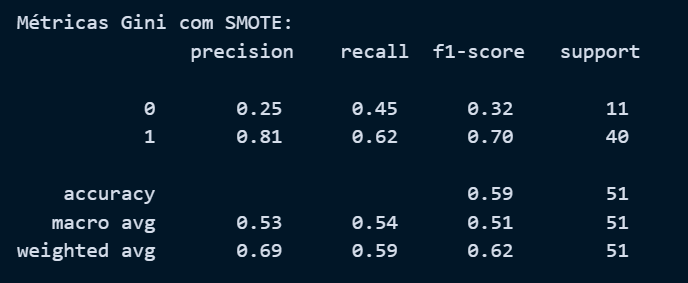 Métricas Gini com SMOTE:
precision recall f1-score support
0 0.25 0.45 0.32 11
1 0.81 0.62 0.70 40
accuracy 0.59 51
macro avg 0.53 0.54 0.51 51
weighted avg 0.69 0.59 0.62 51